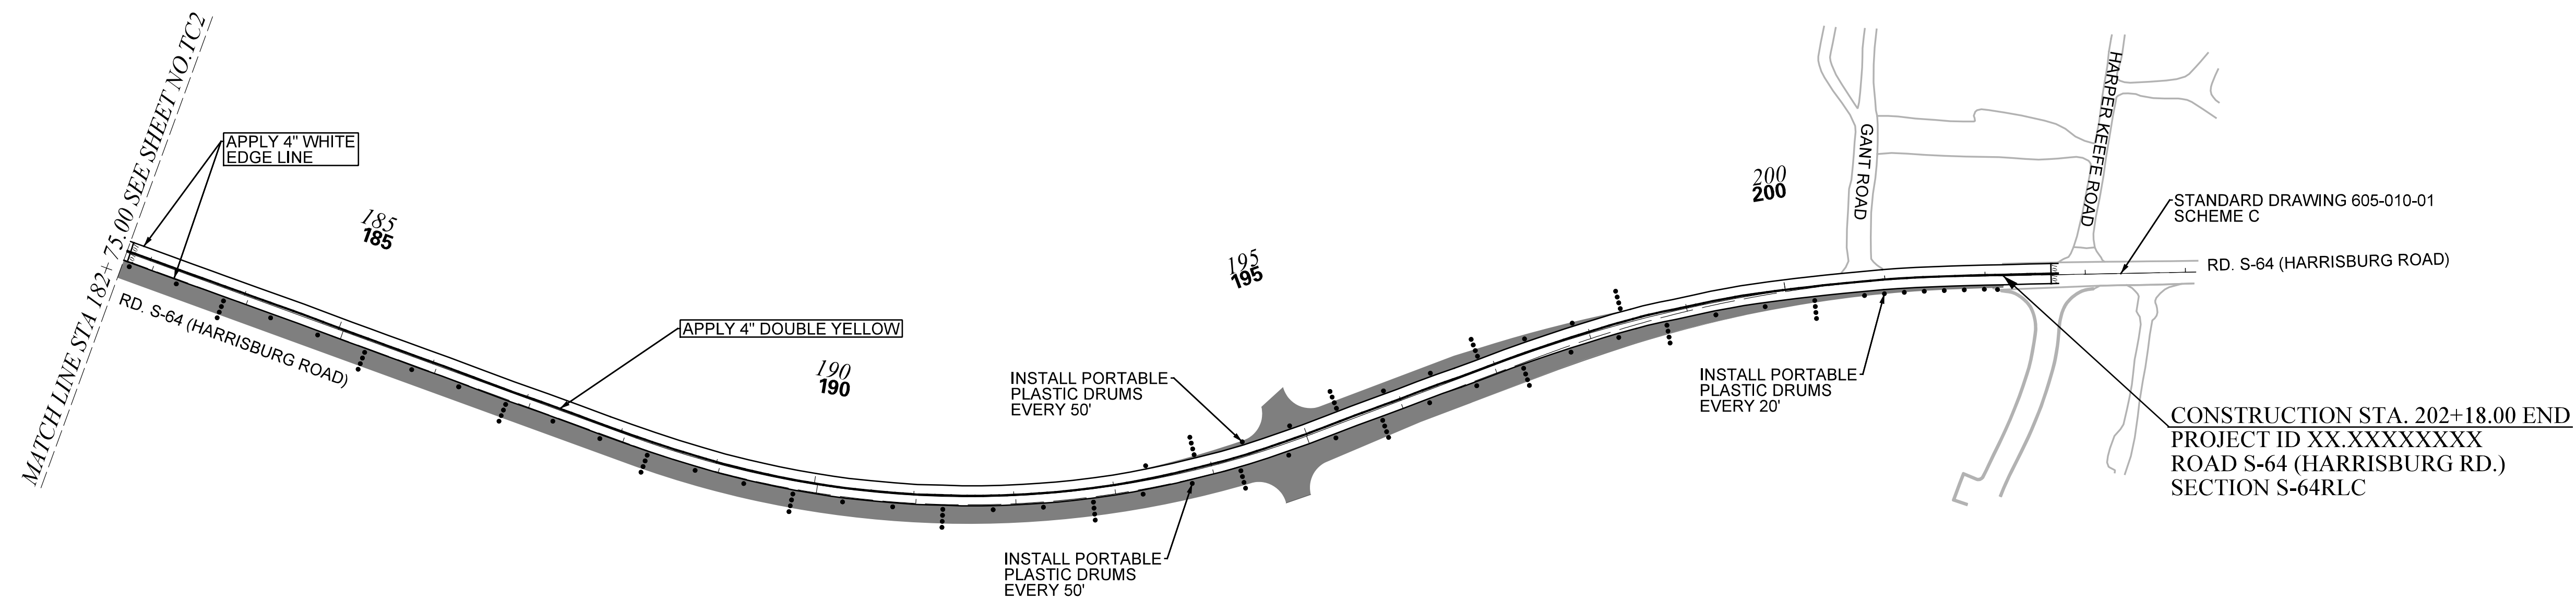 MATCH LINE STA 182+ 75.00 SEE SHEET NO.TC2
APPLY 4" WHITE
EDGE LINE
185
185
RD. S-64 (HARRISBURG ROAD)
APPLY 4" DOUBLE YELLOW
190
190
INSTALL PORTABLE
PLASTIC DRUMS
EVERY 50'
INSTALL PORTABLE
PLASTIC DRUMS
EVERY 50'
195
195
INSTALL PORTABLE
PLASTIC DRUMS
EVERY 20'
200
200
GANT ROAD
HARPER KEEFE ROAD
STANDARD DRAWING 605-010-01
SCHEME C
RD. S-64 (HARRISBURG ROAD)
CONSTRUCTION STA. 202+18.00 END
PROJECT ID XX.XXXXXXXX
ROAD S-64 (HARRISBURG RD.)
SECTION S-64RLC